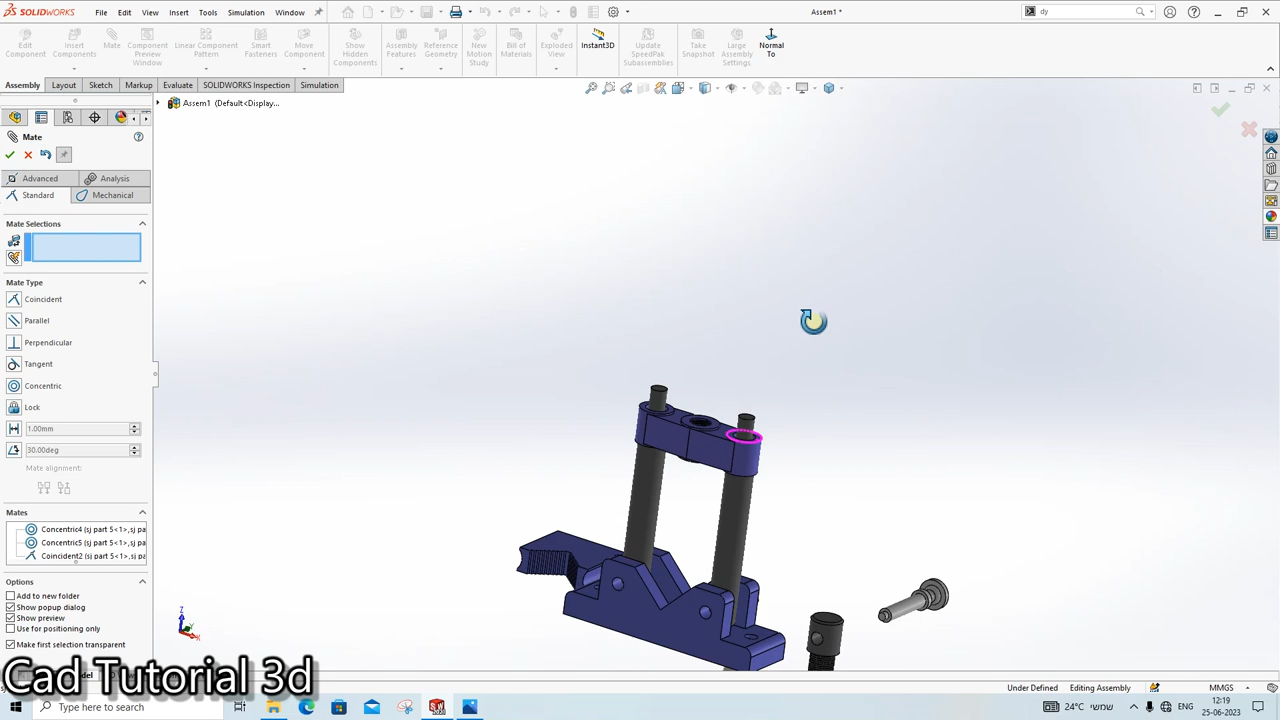 SOLIDWORKS File Edit View Insert Tools Simulation Window Assem1 * dy
Edit Component Insert Components Mate Component Preview Window Linear Component Pattern Smart Fasteners Move Component Show Hidden Components Assembly Features Reference Geometry New Motion Study Bill of Materials Exploded View Instant3D Update SpeedPak Subassemblies Take Snapshot Large Assembly Settings Normal To
Assembly Layout Sketch Markup Evaluate SOLIDWORKS Inspection Simulation
Assem1 (Default<Display...
Mate
Advanced Analysis
Standard Mechanical
Mate Selections
Mate Type
Coincident
Parallel
Perpendicular
Tangent
Concentric
Lock
1.00mm
30.00deg
Mate alignment:
Mates
Concentric4 (sj part 5<1>,sj pa
Concentric5 (sj part 5<1>,sj pa
Coincident2 (sj part 5<1>,sj pa
Options
Add to new folder
Show popup dialog
Show preview
Use for positioning only
Make first selection transparent
Z
X
Cad Tutorial 3d
Under Defined Editing Assembly MMGS
Type here to search
24°C ENG 12:19
25-06-2023